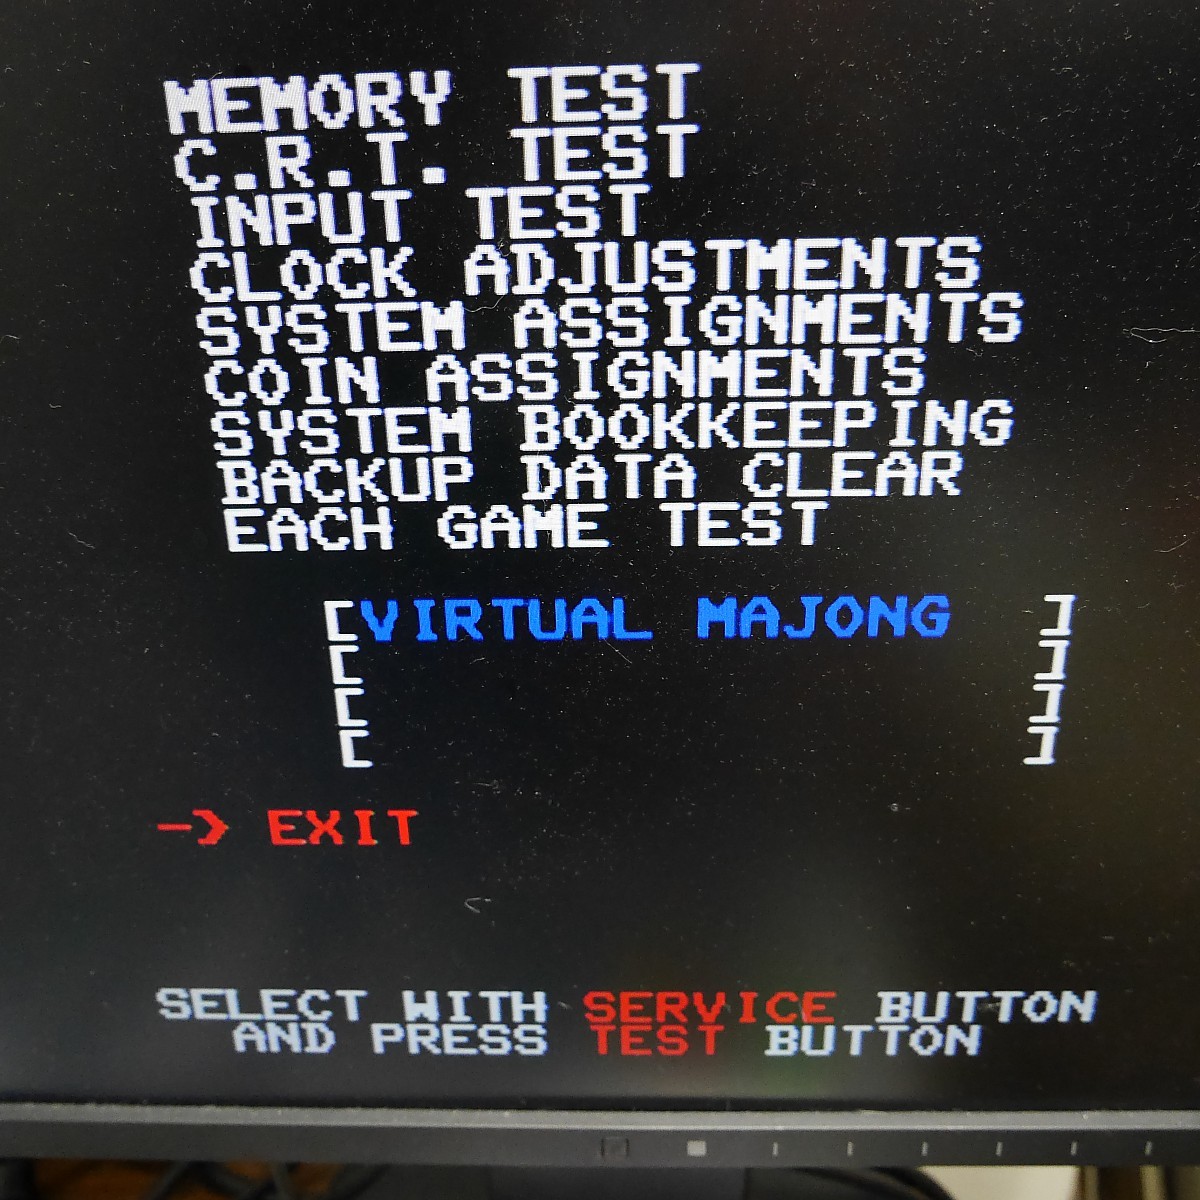 MEMORY TEST
C.R.T. TEST
INPUT TEST
CLOCK ADJUSTMENTS
SYSTEM ASSIGNMENTS
COIN ASSIGNMENTS
SYSTEM BOOKKEEPING
BACKUP DATA CLEAR
EACH GAME TEST
[VIRTUAL MAJONG ]
[ ]
[ ]
[ ]
-> EXIT
SELECT WITH SERVICE BUTTON
AND PRESS TEST BUTTON